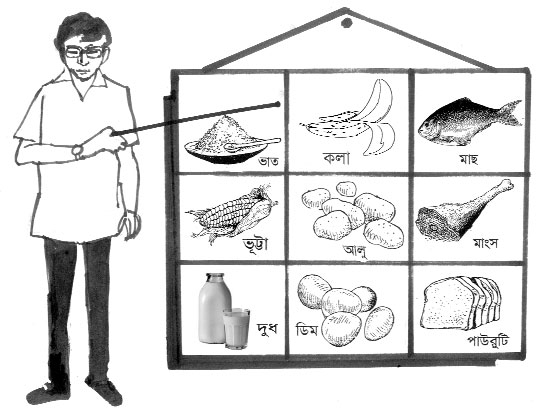 ভাত
কলা
মাছ
ভূট্টা
আলু
মাংস
দুধ
ডিম
পাউরুটি